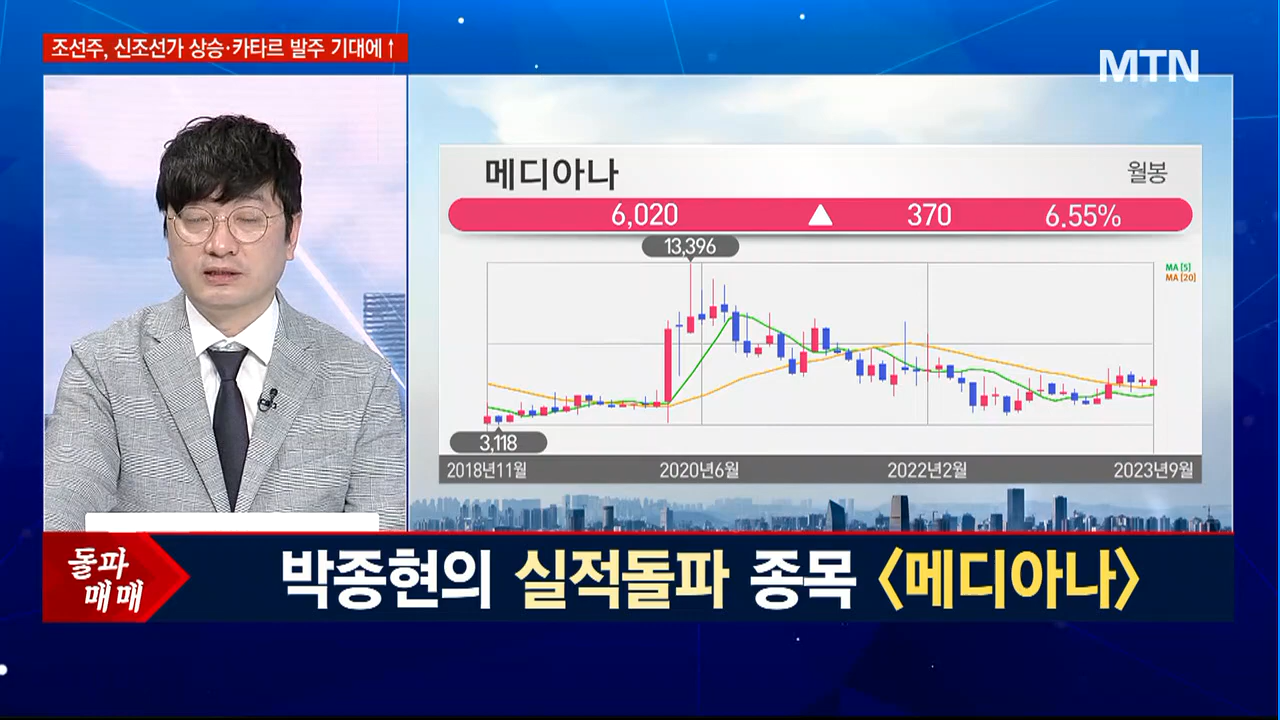 조선주, 신조선가 상승·카타르 발주 기대에↑
MTN
메디아나
월봉
6,020 ▲ 370 6.55%
13,396
MA [5]
MA [20]
3,118
2018년11월 2020년6월 2022년2월 2023년9월
돌파
매매
박종현의 실적돌파 종목 <메디아나>